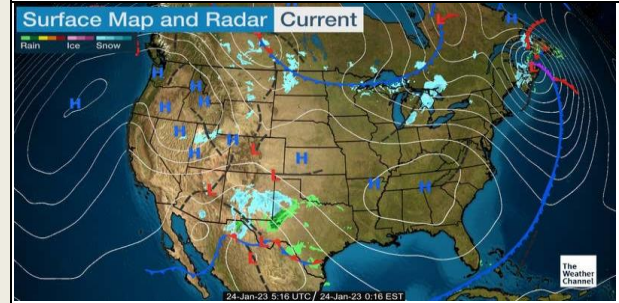 Surface Map and Radar Current
Rain Ice Snow
H
H
H
H
H
H
H
H
H
L
H
L
H
H
L
L
L
24-Jan-23 5:16 UTC / 24-Jan-23 0:16 EST
The
Weather
Channel